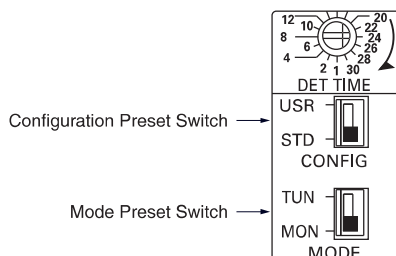 12 10 20
8 22
6 24
4 26
28
2 1 30
DET TIME
USR
Configuration Preset Switch
STD
CONFIG
TUN
Mode Preset Switch
MON
MODE